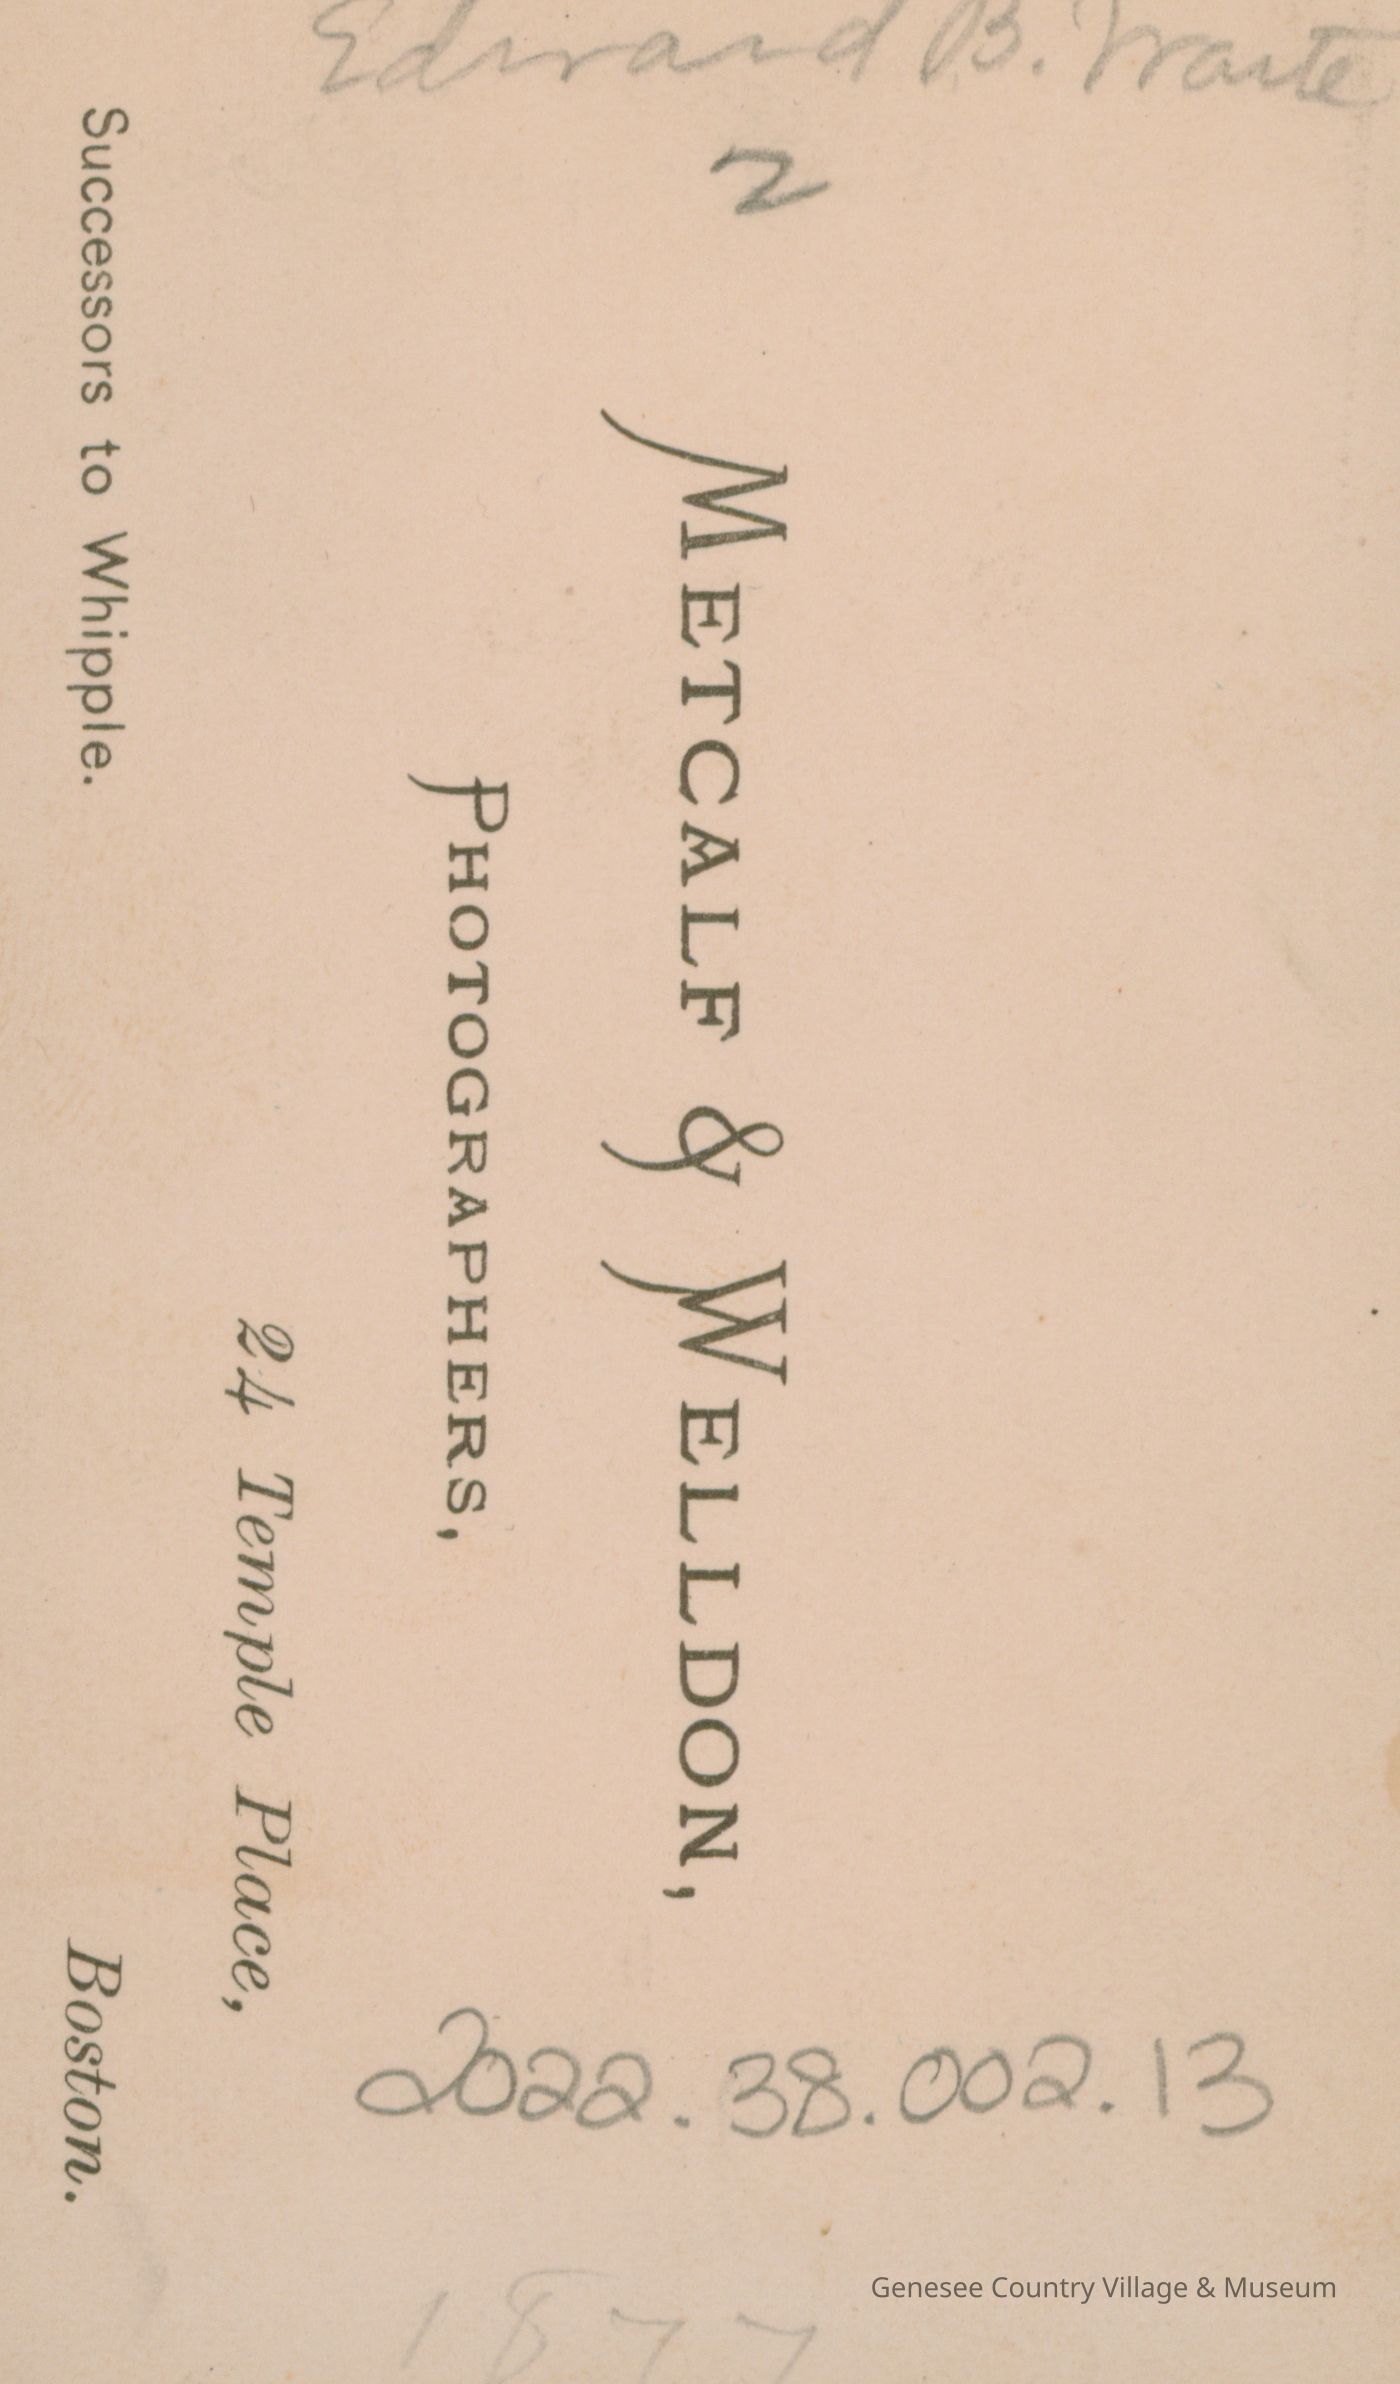 Edward B. Waite
2
METCALF & WELLDON,
PHOTOGRAPHERS,
24 Temple Place,
Successors to Whipple. Boston.
2022.38.002.13
1877
Genesee Country Village & Museum